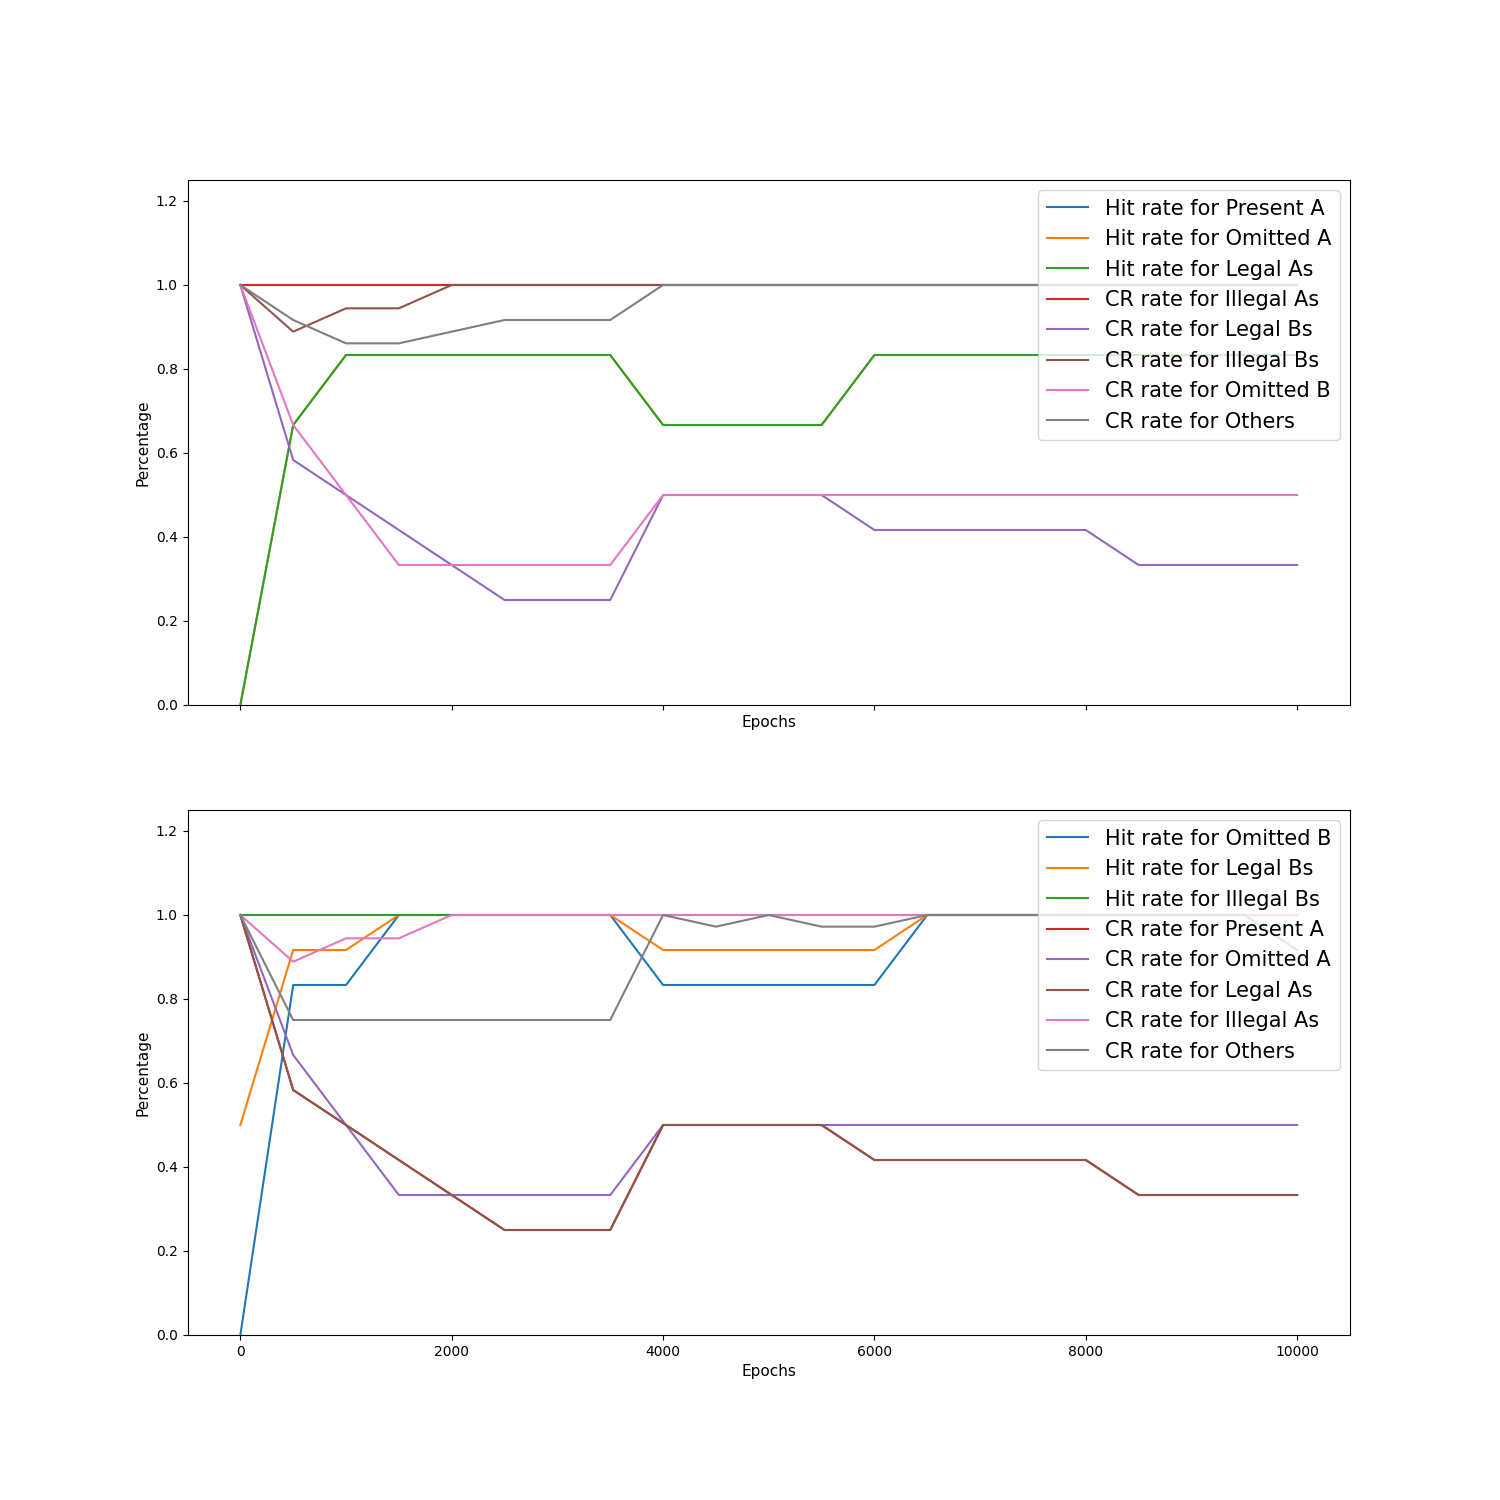 1.2
1.0
0.8
0.6
0.4
0.2
0.0
Percentage
Epochs
Hit rate for Present A
Hit rate for Omitted A
Hit rate for Legal As
CR rate for Illegal As
CR rate for Legal Bs
CR rate for Illegal Bs
CR rate for Omitted B
CR rate for Others
1.2
1.0
0.8
0.6
0.4
0.2
0.0
Percentage
0
2000
4000
6000
8000
10000
Epochs
Hit rate for Omitted B
Hit rate for Legal Bs
Hit rate for Illegal Bs
CR rate for Present A
CR rate for Omitted A
CR rate for Legal As
CR rate for Illegal As
CR rate for Others